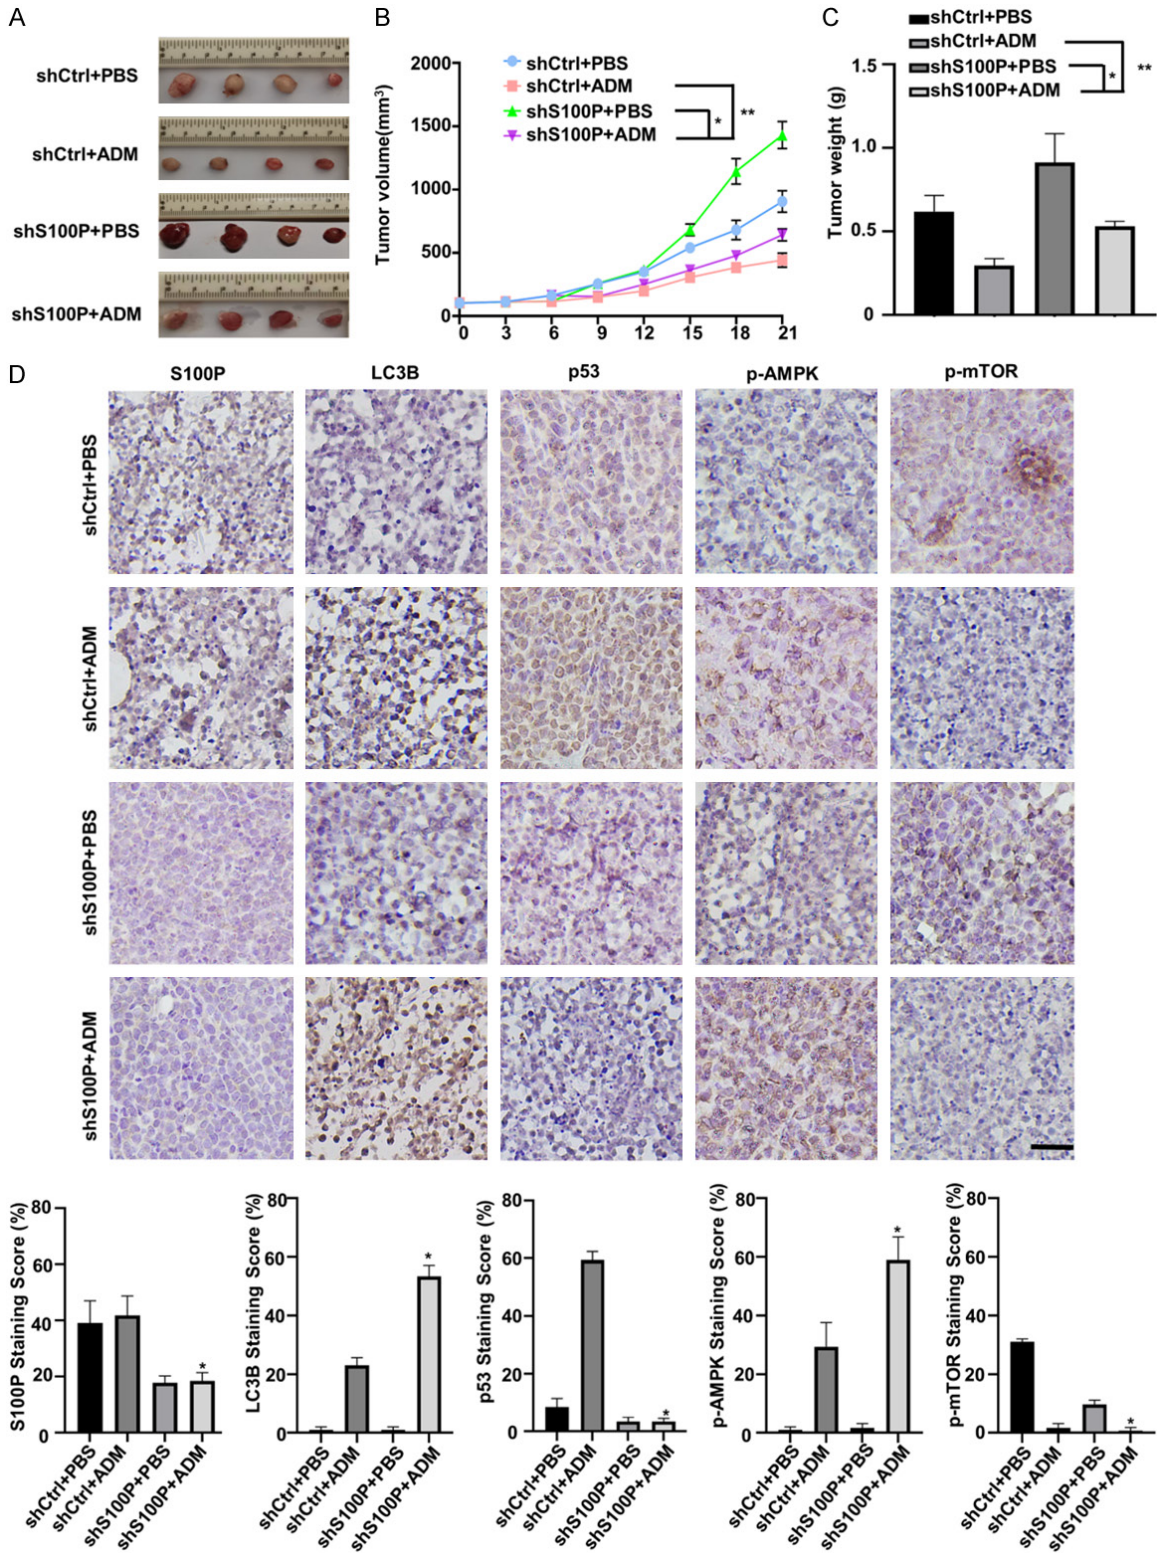 A
shCtrl+PBS
shCtrl+ADM
shS100P+PBS
shS100P+ADM
B
Tumor volume(mm³)
2000
1500
1000
500
0
0 3 6 9 12 15 18 21
shCtrl+PBS
shCtrl+ADM
shS100P+PBS
shS100P+ADM
*
**
C
shCtrl+PBS
shCtrl+ADM
shS100P+PBS
shS100P+ADM
*
**
Tumor weight (g)
1.5
1.0
0.5
0
D
S100P LC3B p53 p-AMPK p-mTOR
shCtrl+PBS
shCtrl+ADM
shS100P+PBS
shS100P+ADM
S100P Staining Score (%)
80
60
40
20
0
*
shCtrl+PBS
shCtrl+ADM
shS100P+PBS
shS100P+ADM
LC3B Staining Score (%)
80
60
40
20
0
*
shCtrl+PBS
shCtrl+ADM
shS100P+PBS
shS100P+ADM
p53 Staining Score (%)
80
60
40
20
0
*
shCtrl+PBS
shCtrl+ADM
shS100P+PBS
shS100P+ADM
p-AMPK Staining Score (%)
80
60
40
20
0
*
shCtrl+PBS
shCtrl+ADM
shS100P+PBS
shS100P+ADM
p-mTOR Staining Score (%)
80
60
40
20
0
*
shCtrl+PBS
shCtrl+ADM
shS100P+PBS
shS100P+ADM